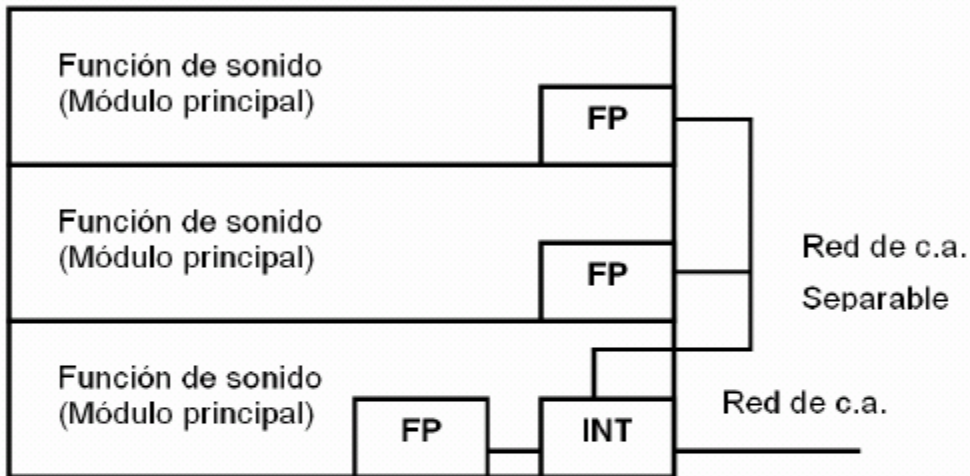 Función de sonido
(Módulo principal)
FP
Función de sonido
(Módulo principal)
FP
Red de c.a.
Separable
Función de sonido
(Módulo principal)
FP
INT
Red de c.a.